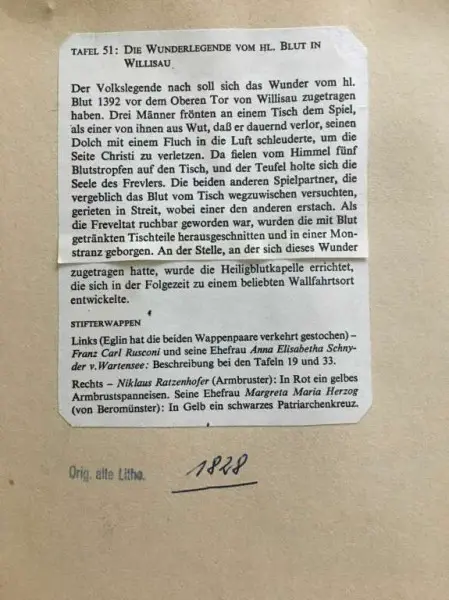 TAFEL 51: DIE WUNDERLEGENDE VOM HL. BLUT IN
WILLISAU
Der Volkslegende nach soll sich das Wunder vom hl.
Blut 1392 vor dem Oberen Tor von Willisau zugetragen
haben. Drei Männer frönten an einem Tisch dem Spiel,
als einer von ihnen aus Wut, daß er dauernd verlor, seinen
Dolch mit einem Fluch in die Luft schleuderte, um die
Seite Christi zu verletzen. Da fielen vom Himmel fünf
Blutstropfen auf den Tisch, und der Teufel holte sich die
Seele des Frevlers. Die beiden anderen Spielpartner, die
vergeblich das Blut vom Tisch wegzuwischen versuchten,
gerieten in Streit, wobei einer den anderen erstach. Als
die Freveltat ruchbar geworden war, wurden die mit Blut
getränkten Tischteile herausgeschnitten und in einer Mon-
stranz geborgen. An der Stelle, an der sich dieses Wunder
zugetragen hatte, wurde die Heiligblutkapelle errichtet,
die sich in der Folgezeit zu einem beliebten Wallfahrtsort
entwickelte.
STIFTERWAPPEN
Links (Eglin hat die beiden Wappenpaare verkehrt gestochen) –
Franz Carl Rusconi und seine Ehefrau Anna Elisabetha Schny-
der v. Wartensee: Beschreibung bei den Tafeln 19 und 33.
Rechts – Niklaus Ratzenhofer (Armbruster): In Rot ein gelbes
Armbrustspanneisen. Seine Ehefrau Margreta Maria Herzog
(von Beromünster): In Gelb ein schwarzes Patriarchenkreuz.
Orig. alte Litho. 1828